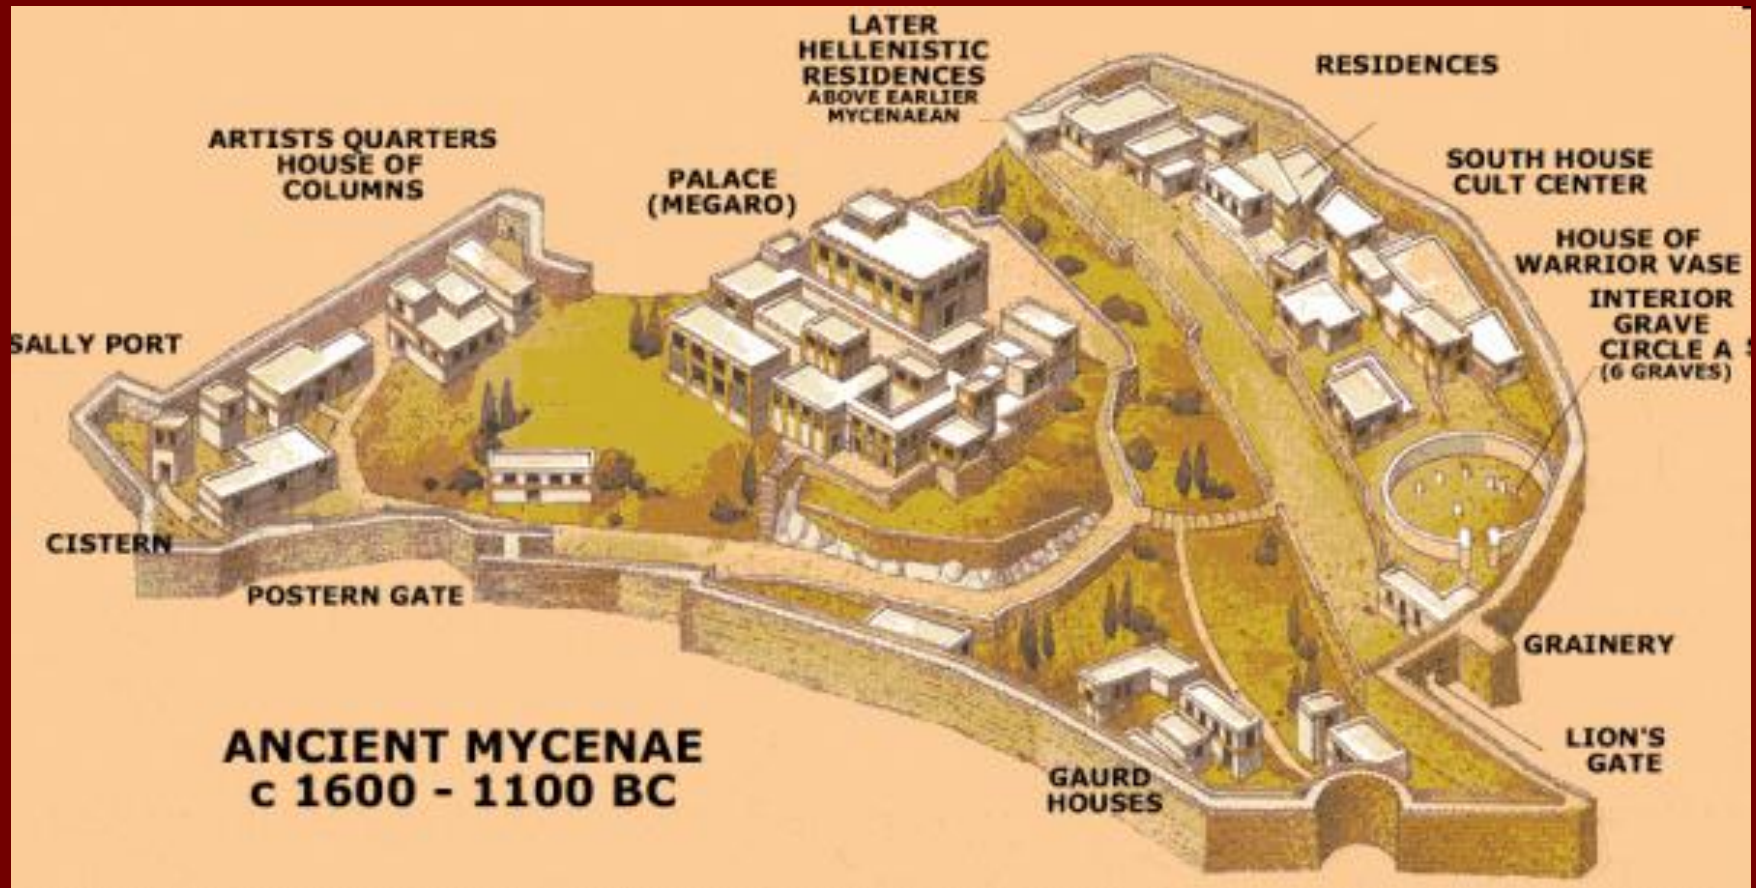 LATER
HELLENISTIC
RESIDENCES
ABOVE EARLIER
MYCENAEAN
RESIDENCES
ARTISTS QUARTERS
HOUSE OF
COLUMNS
PALACE
(MEGARO)
SOUTH HOUSE
CULT CENTER
HOUSE OF
WARRIOR VASE
INTERIOR
GRAVE
CIRCLE A
(6 GRAVES)
SALLY PORT
CISTERN
POSTERN GATE
GRAINERY
LION'S
GATE
GAURD
HOUSES
ANCIENT MYCENAE
c 1600 - 1100 BC